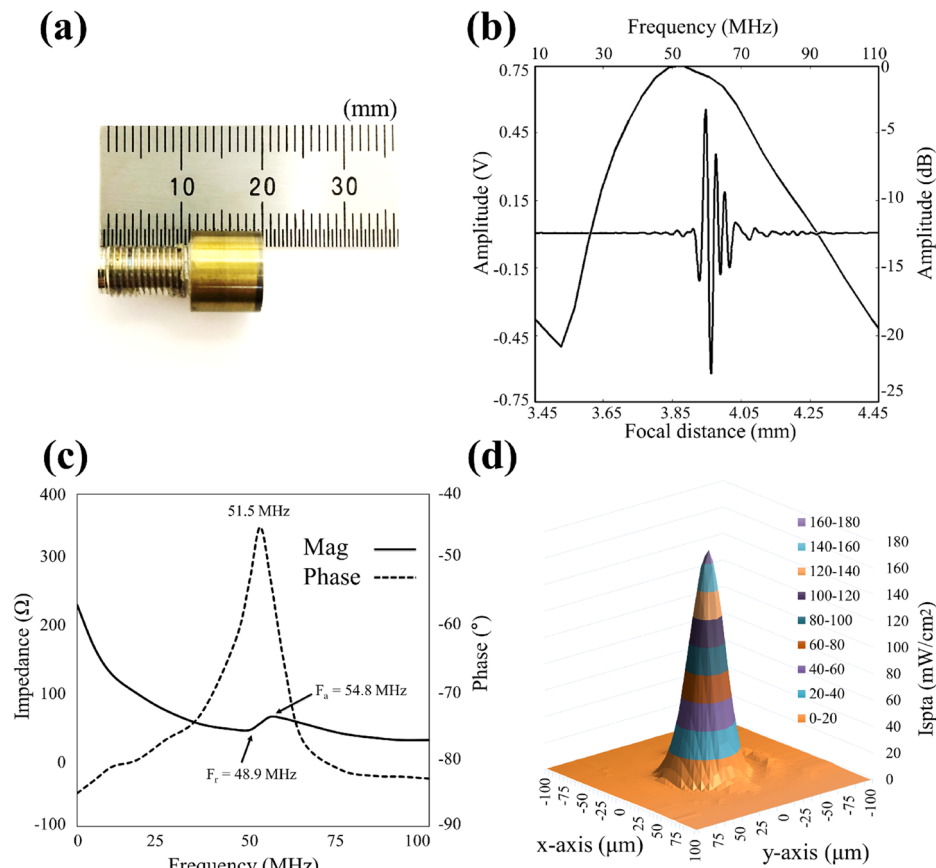 (a)
(mm)
10 20 30
(b)
Frequency (MHz)
10 25 30 50 65 70 92 110
0.75
0.45
0.15
-0.15
-0.45
-0.75
Amplitude (V)
0
-5
-10
-15
-20
-25
Amplitude (dB)
3.45 3.65 3.85 4.05 4.25 4.45
Focal distance (mm)
(c)
400
300
200
100
0
-100
Impedance (Ω)
51.5 MHz
Mag
Phase
Fₐ = 54.8 MHz
Fᵣ = 48.9 MHz
-40
-50
-60
-70
-80
-90
Phase (°)
0 25 50 75 100
Frequency (MHz)
(d)
160-180
140-160
120-140
100-120
80-100
60-80
40-60
20-40
0-20
180
160
140
120
100
80
60
40
20
0
Ispta (mW/cm²)
-100
-75
-50
-25
0
25
50
75
100
x-axis (µm)
75
50
25
0
-25
-50
-75
-100
y-axis (µm)